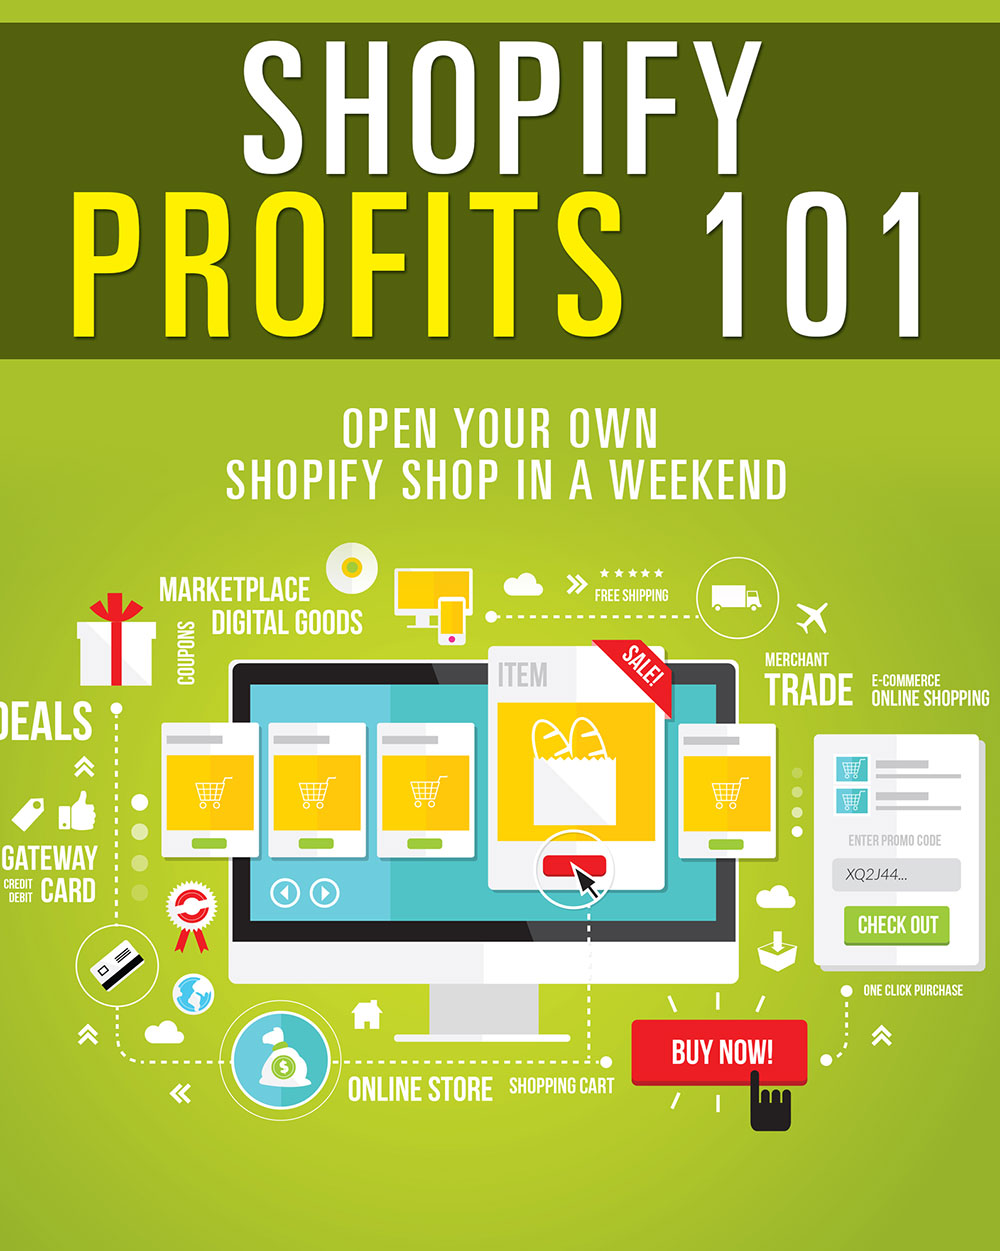 SHOPIFY
PROFITS 101
OPEN YOUR OWN
SHOPIFY SHOP IN A WEEKEND
MARKETPLACE
DIGITAL GOODS
COUPONS
FREE SHIPPING
MERCHANT
TRADE
E-COMMERCE
ONLINE SHOPPING
DEALS
ITEM
SALE!
GATEWAY
CREDIT
DEBIT
CARD
ENTER PROMO CODE
XQ2J44...
CHECK OUT
ONE CLICK PURCHASE
$
ONLINE STORE
SHOPPING CART
BUY NOW!